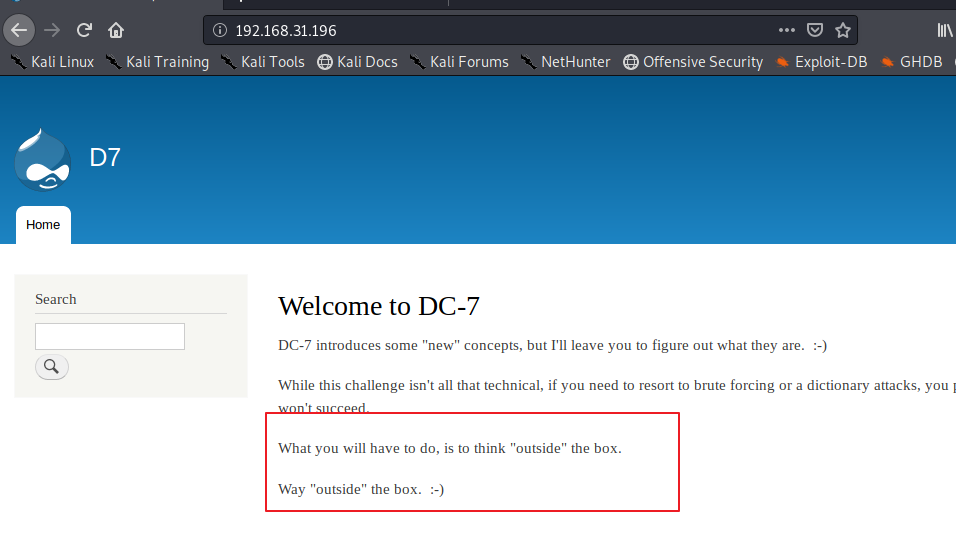 192.168.31.196
Kali Linux Kali Training Kali Tools Kali Docs Kali Forums NetHunter Offensive Security Exploit-DB GHDB
D7
Home
Search
Welcome to DC-7
DC-7 introduces some "new" concepts, but I'll leave you to figure out what they are.  :-)
While this challenge isn't all that technical, if you need to resort to brute forcing or a dictionary attacks, you
won't succeed.
What you will have to do, is to think "outside" the box.
Way "outside" the box.  :-)